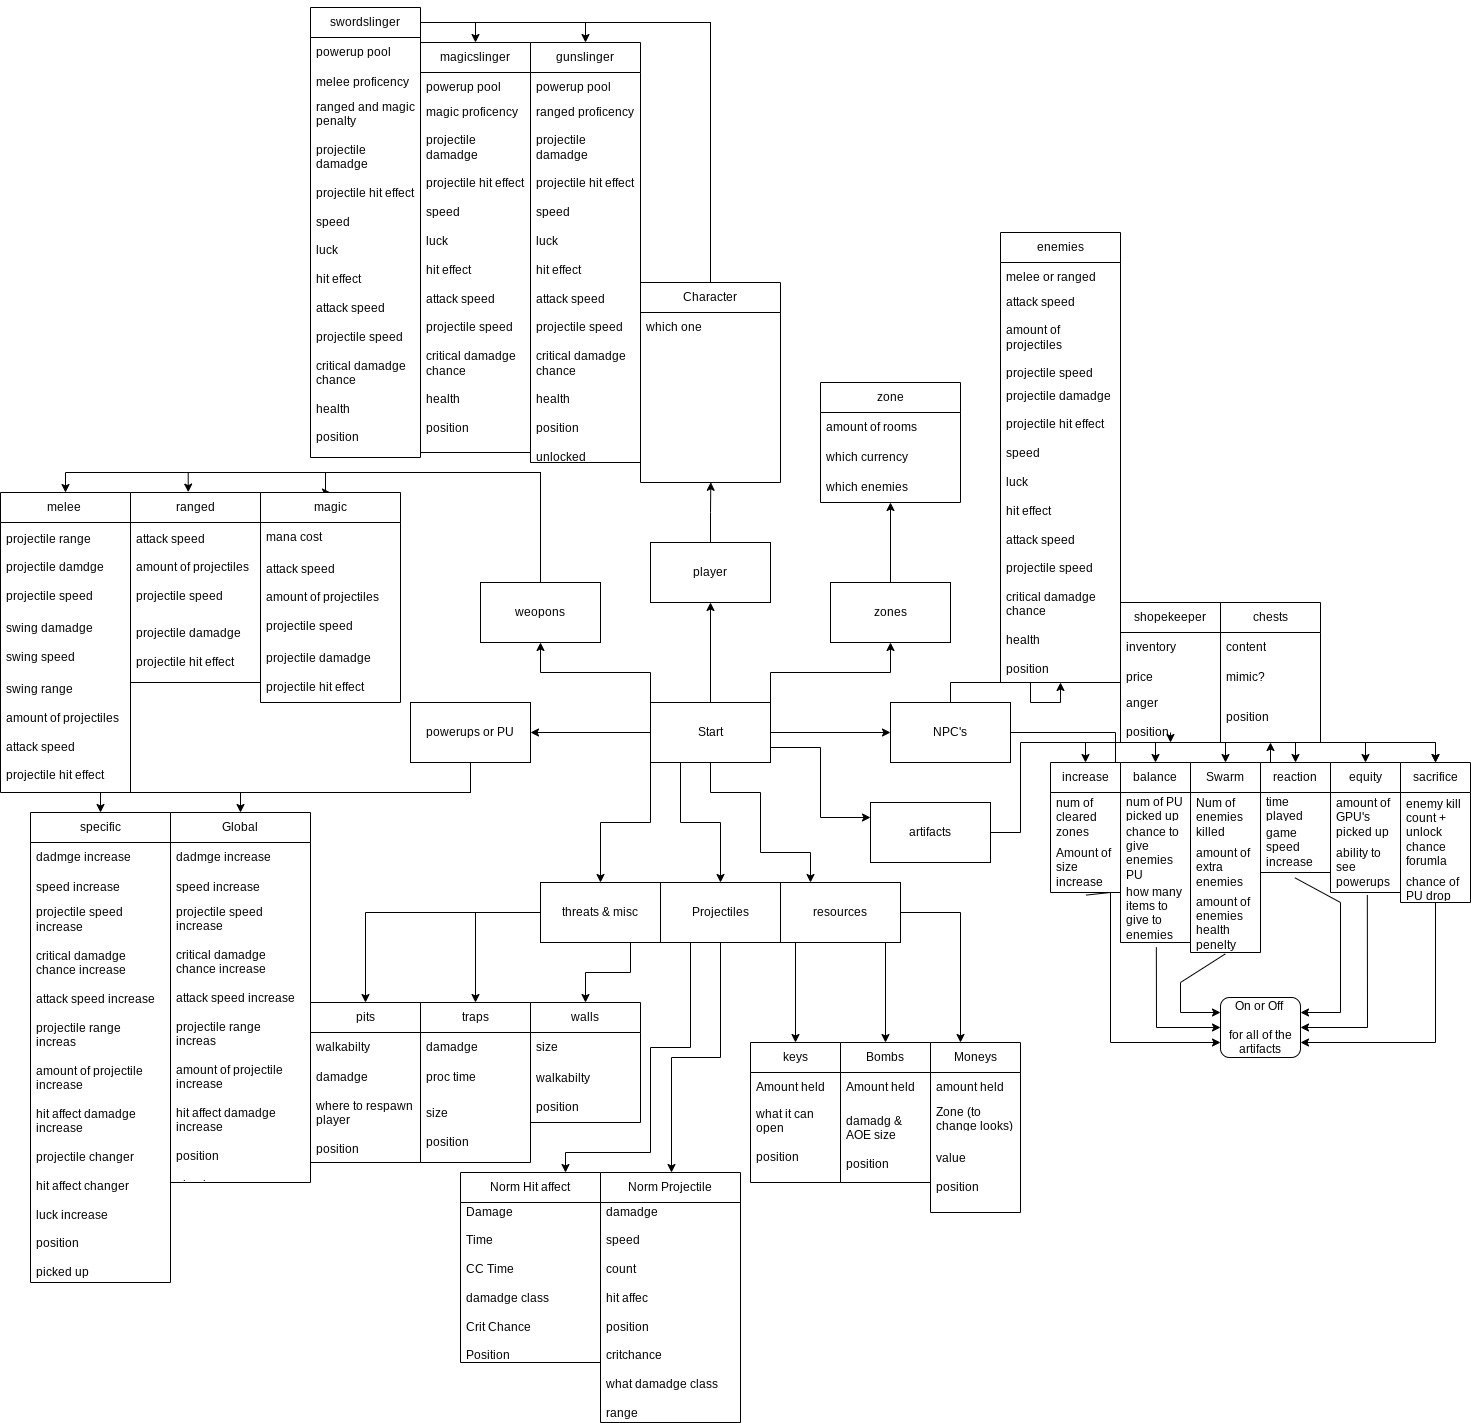 swordslinger
powerup pool
melee proficency
ranged and magic
penalty
projectile
damadge
projectile hit effect
speed
luck
hit effect
attack speed
projectile speed
critical damadge
chance
health
position
magicslinger
powerup pool
magic proficency
projectile
damadge
projectile hit effect
speed
luck
hit effect
attack speed
projectile speed
critical damadge
chance
health
position
gunslinger
powerup pool
ranged proficency
projectile
damadge
projectile hit effect
speed
luck
hit effect
attack speed
projectile speed
critical damadge
chance
health
position
unlocked
Character
which one
zone
amount of rooms
which currency
which enemies
enemies
melee or ranged
attack speed
amount of
projectiles
projectile speed
projectile damadge
projectile hit effect
speed
luck
hit effect
attack speed
projectile speed
critical damadge
chance
health
position
melee
projectile range
projectile damdge
projectile speed
swing damadge
swing speed
swing range
amount of projectiles
attack speed
projectile hit effect
ranged
attack speed
amount of projectiles
projectile speed
projectile damadge
projectile hit effect
magic
mana cost
attack speed
amount of projectiles
projectile speed
projectile damadge
projectile hit effect
weopons
player
zones
shopekeeper
inventory
price
anger
position
chests
content
mimic?
position
powerups or PU
Start
NPC's
artifacts
increase
num of
cleared
zones
Amount of
size
increase
balance
num of PU
picked up
chance to
give
enemies
PU
how many
items to
give to
enemies
Swarm
Num of
enemies
killed
amount of
extra
enemies
amount of
enemies
health
penelty
reaction
time
played
game
speed
increase
equity
amount of
GPU's
picked up
ability to
see
powerups
sacrifice
enemy kill
count +
unlock
chance
forumla
chance of
PU drop
On or Off
for all of the
artifacts
specific
dadmge increase
speed increase
projectile speed
increase
critical damadge
chance increase
attack speed increase
projectile range
increas
amount of projectile
increase
hit affect damadge
increase
projectile changer
hit affect changer
luck increase
position
picked up
Global
dadmge increase
speed increase
projectile speed
increase
critical damadge
chance increase
attack speed increase
projectile range
increas
amount of projectile
increase
hit affect damadge
increase
position
threats & misc
Projectiles
resources
pits
walkabilty
damadge
where to respawn
player
position
traps
damadge
proc time
size
position
walls
size
walkabilty
position
keys
Amount held
what it can
open
position
Bombs
Amount held
damadg &
AOE size
position
Moneys
amount held
Zone (to
change looks)
value
position
Norm Hit affect
Damage
Time
CC Time
damadge class
Crit Chance
Position
Norm Projectile
damadge
speed
count
hit affec
position
critchance
what damadge class
range